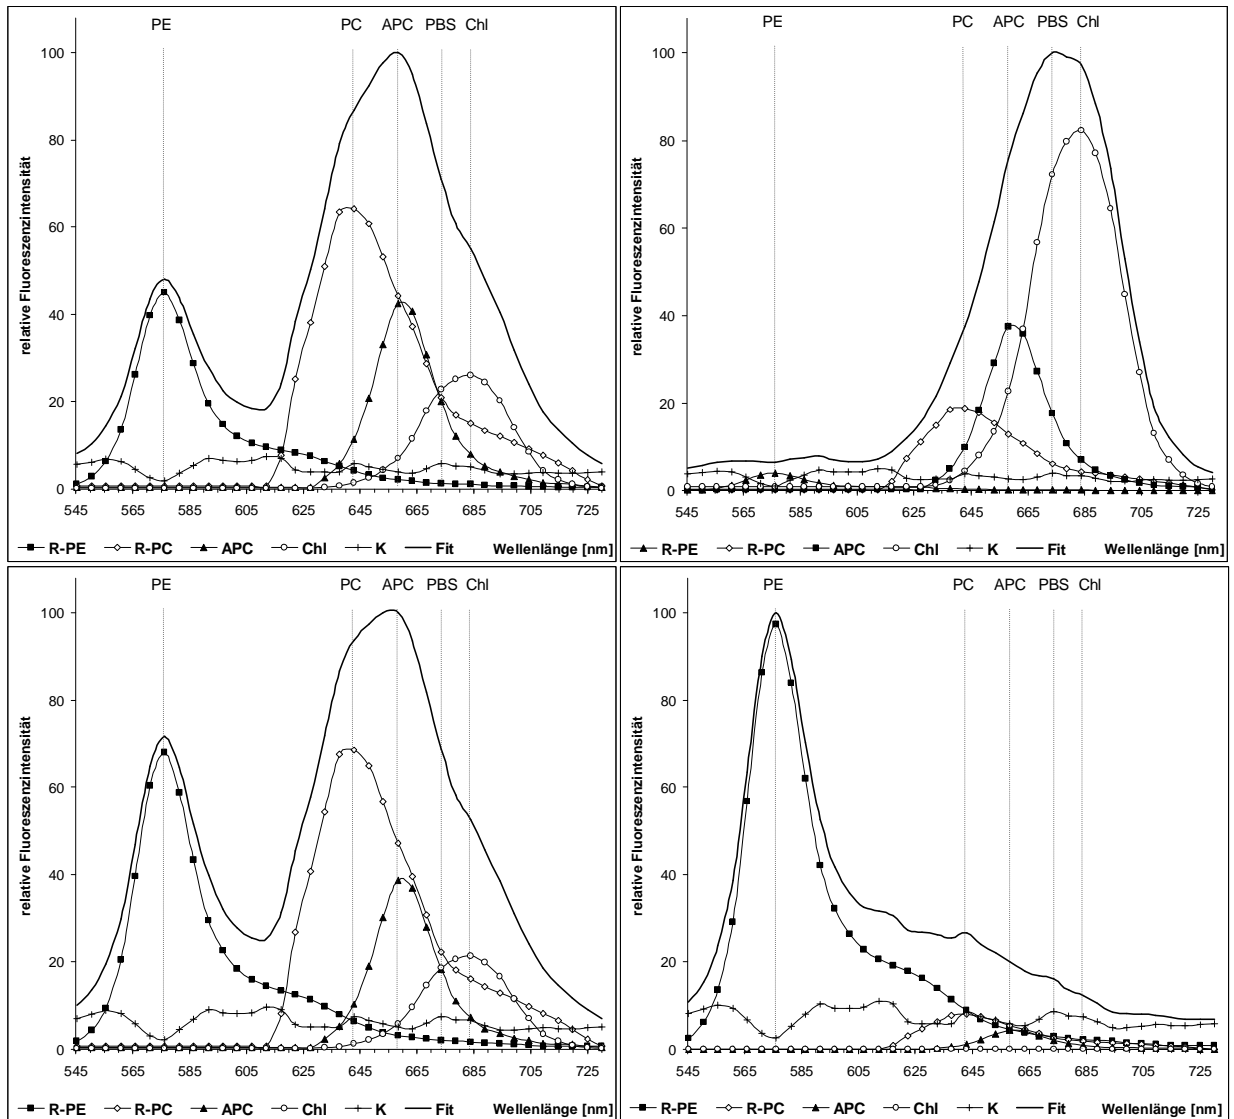 PE PC APC PBS Chl
100
80
60
40
20
0
relative Fluoreszenzintensität
545 565 585 605 625 645 665 685 705 725
R-PE R-PC APC Chl K Fit Wellenlänge [nm]
PE PC APC PBS Chl
100
80
60
40
20
0
relative Fluoreszenzintensität
545 565 585 605 625 645 665 685 705 725
R-PE R-PC APC Chl K Fit Wellenlänge [nm]
PE PC APC PBS Chl
100
80
60
40
20
0
relative Fluoreszenzintensität
545 565 585 605 625 645 665 685 705 725
R-PE R-PC APC Chl K Fit Wellenlänge [nm]
PE PC APC PBS Chl
100
80
60
40
20
0
relative Fluoreszenzintensität
545 565 585 605 625 645 665 685 705 725
R-PE R-PC APC Chl K Fit Wellenlänge [nm]